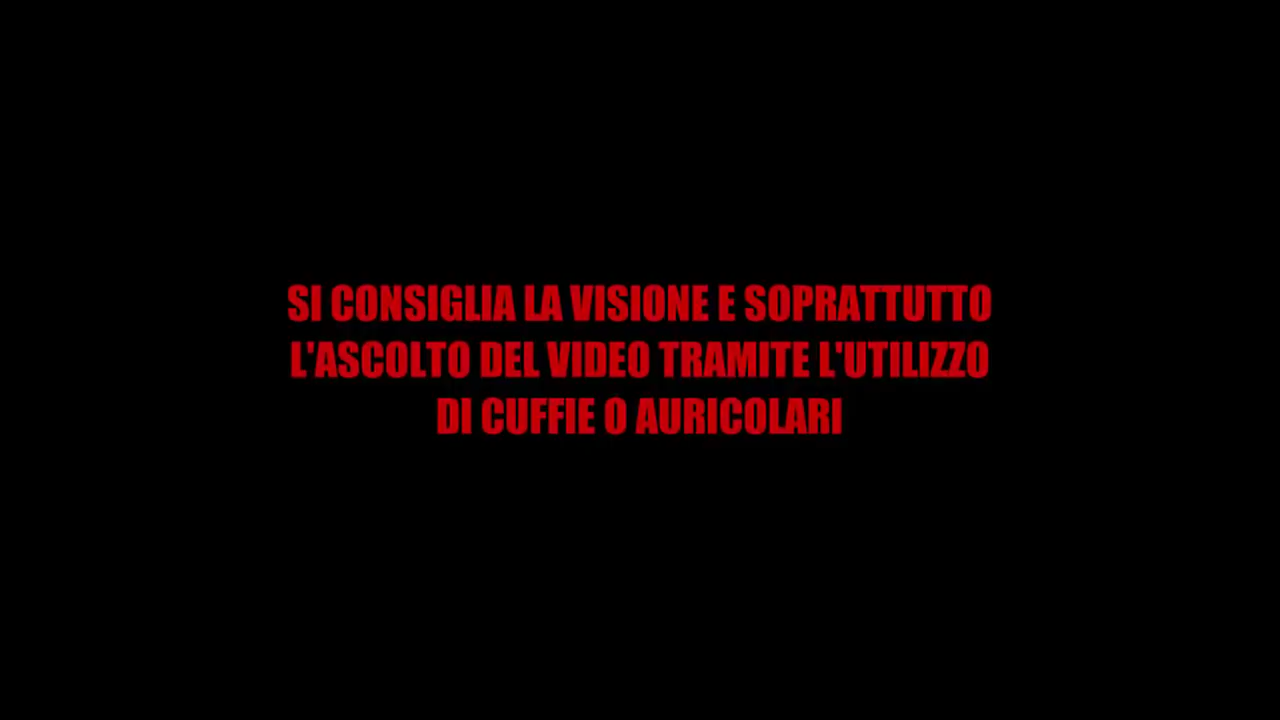 SI CONSIGLIA LA VISIONE E SOPRATTUTTO
L'ASCOLTO DEL VIDEO TRAMITE L'UTILIZZO
DI CUFFIE O AURICOLARI